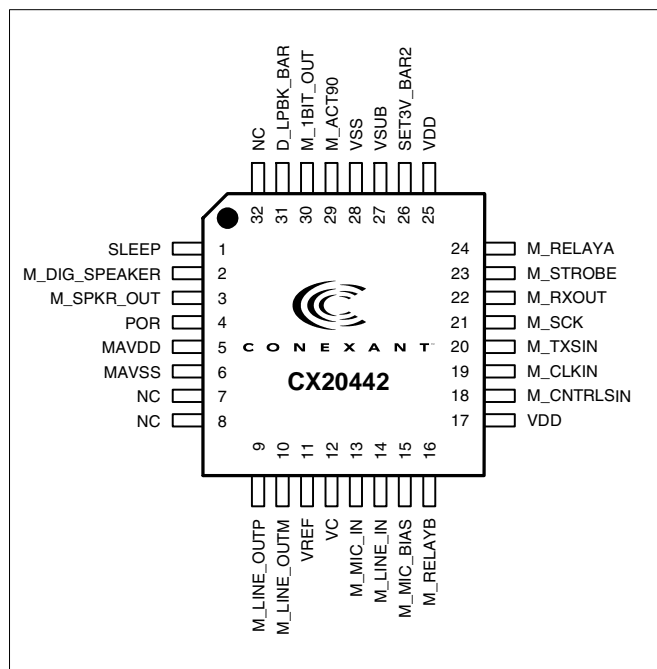 NC
D_LPBK_BAR
M_1BIT_OUT
M_ACT90
VSS
VSUB
SET3V_BAR2
VDD
32
31
30
29
28
27
26
25
SLEEP 1
M_DIG_SPEAKER 2
M_SPKR_OUT 3
POR 4
MAVDD 5
MAVSS 6
NC 7
NC 8
CONEXANT
CX20442
24 M_RELAYA
23 M_STROBE
22 M_RXOUT
21 M_SCK
20 M_TXSIN
19 M_CLKIN
18 M_CNTRLSIN
17 VDD
9
10
11
12
13
14
15
16
M_LINE_OUTP
M_LINE_OUTM
VREF
VC
M_MIC_IN
M_LINE_IN
M_MIC_BIAS
M_RELAYB